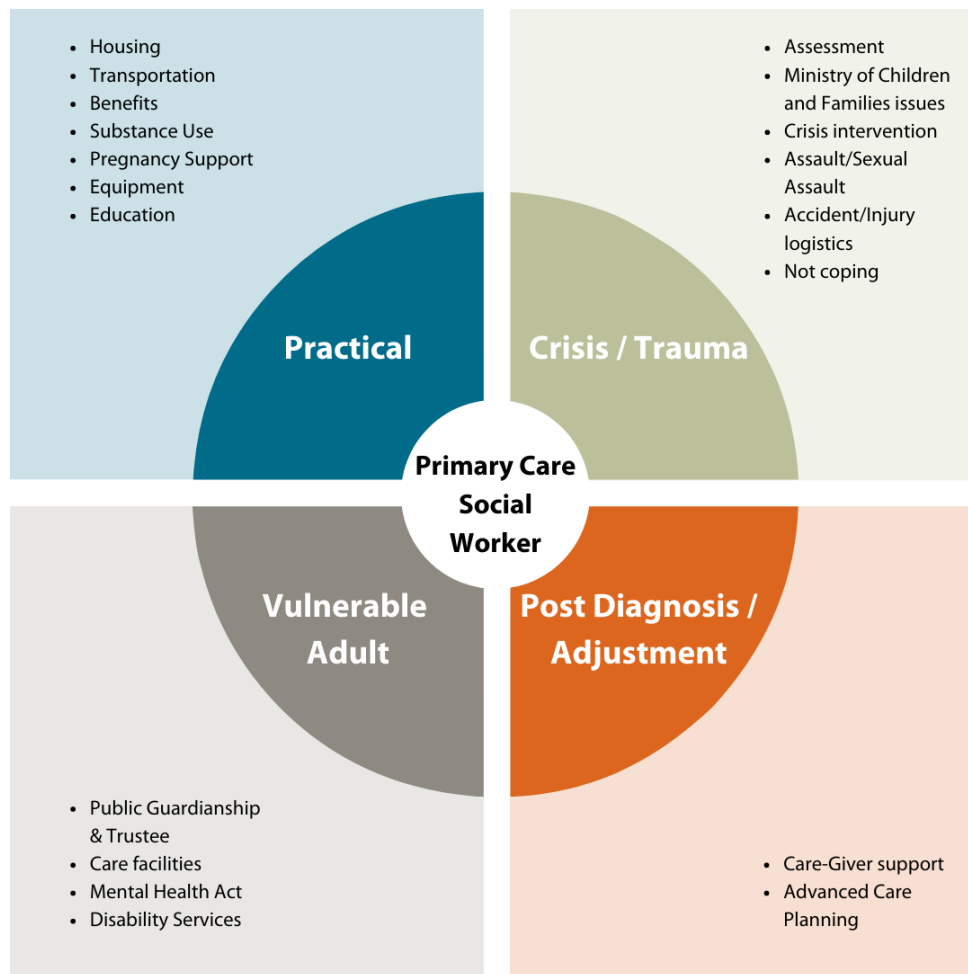 • Housing
• Transportation
• Benefits
• Substance Use
• Pregnancy Support
• Equipment
• Education
Practical
• Assessment
• Ministry of Children
and Families issues
• Crisis intervention
• Assault/Sexual
Assault
• Accident/Injury
logistics
• Not coping
Crisis / Trauma
Primary Care
Social
Worker
Vulnerable
Adult
• Public Guardianship
& Trustee
• Care facilities
• Mental Health Act
• Disability Services
Post Diagnosis /
Adjustment
• Care-Giver support
• Advanced Care
Planning